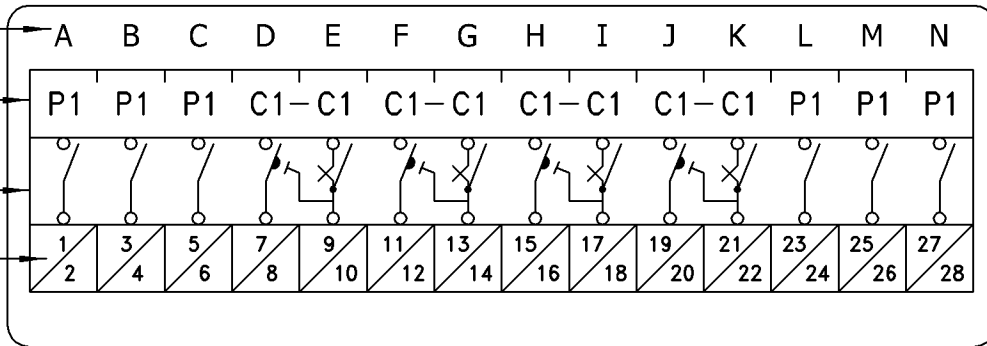 A B C D E F G H I J K L M N
P1 P1 P1 C1-C1 C1-C1 C1-C1 C1-C1 P1 P1 P1
1 3 5 7 9 11 13 15 17 19 21 23 25 27
2 4 6 8 10 12 14 16 18 20 22 24 26 28